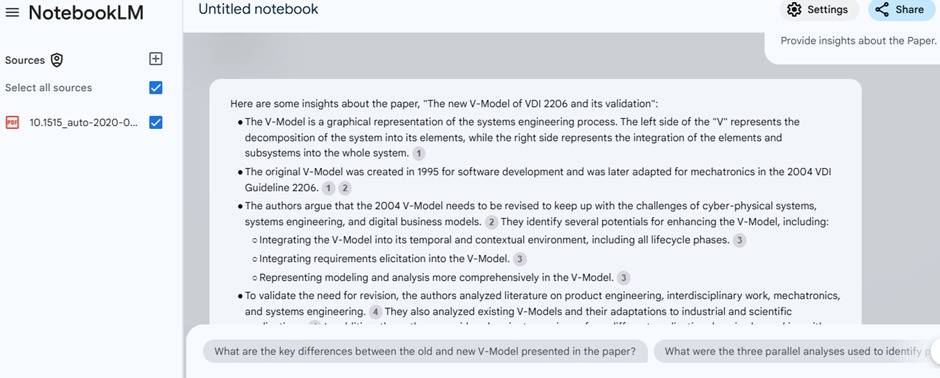 NotebookLM
Untitled notebook
Settings
Share
Sources
Select all sources
PDF
10.1515_auto-2020-0...
Provide insights about the Paper.
Here are some insights about the paper, "The new V-Model of VDI 2206 and its validation":
● The V-Model is a graphical representation of the systems engineering process. The left side of the "V" represents the
decomposition of the system into its elements, while the right side represents the integration of the elements and
subsystems into the whole system. 1
● The original V-Model was created in 1995 for software development and was later adapted for mechatronics in the 2004 VDI
Guideline 2206. 1 2
● The authors argue that the 2004 V-Model needs to be revised to keep up with the challenges of cyber-physical systems,
systems engineering, and digital business models. 2 They identify several potentials for enhancing the V-Model, including:
○ Integrating the V-Model into its temporal and contextual environment, including all lifecycle phases. 3
○ Integrating requirements elicitation into the V-Model. 3
○ Representing modeling and analysis more comprehensively in the V-Model. 3
● To validate the need for revision, the authors analyzed literature on product engineering, interdisciplinary work, mechatronics,
and systems engineering. 4 They also analyzed existing V-Models and their adaptations to industrial and scientific
What are the key differences between the old and new V-Model presented in the paper?
What were the three parallel analyses used to identify